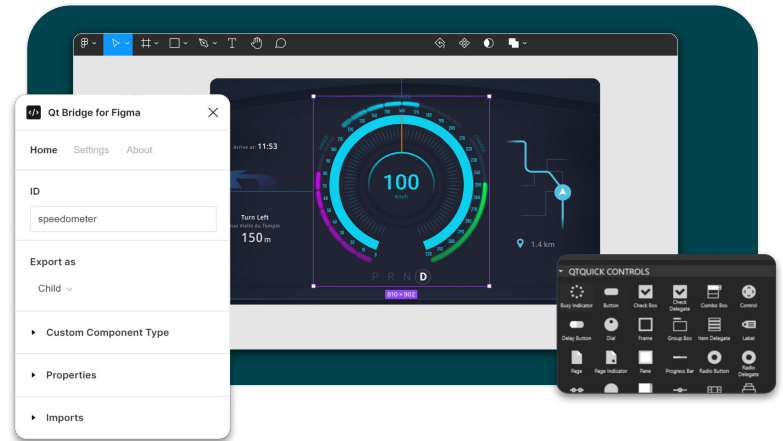 T
Qt Bridge for Figma
Home Settings About
ID
speedometer
Export as
Child
Custom Component Type
Properties
Imports
Arrive at: 11:53
Turn Left
150 m
100
P R N D
810 × 902
1.4 km
QTQUICK CONTROLS
Busy Indicator Button Check Box Check Delegate Combo Box Control
Delay Button Dial Frame Group Box Item Delegate Label
Page Page Indicator Pane Progress Bar Radio Button Radio Delegate